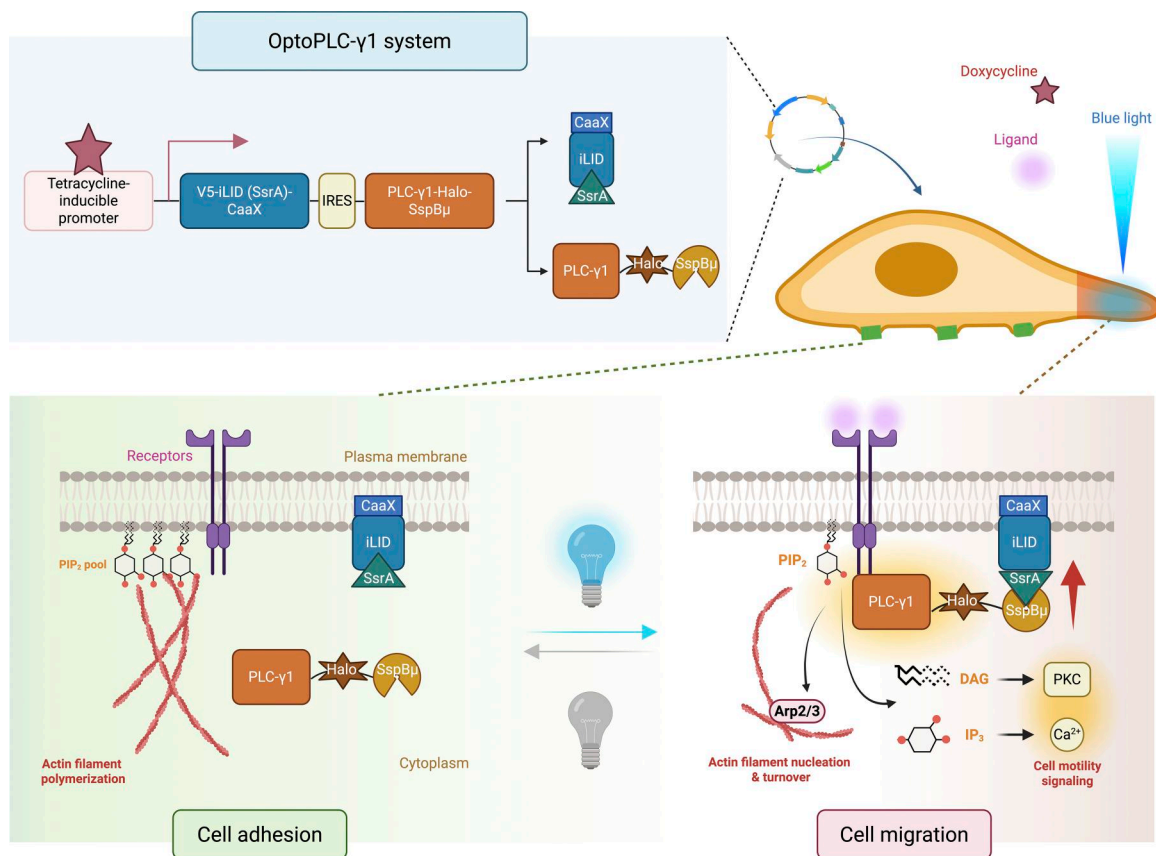 OptoPLC-γ1 system
Tetracycline-
inducible
promoter
V5-iLID (SsrA)-
CaaX
IRES
PLC-γ1-Halo-
SspBμ
CaaX
iLID
SsrA
PLC-γ1
Halo
SspBμ
Doxycycline
Ligand
Blue light
Receptors
Plasma membrane
CaaX
iLID
SsrA
PIP₂ pool
PLC-γ1
Halo
SspBμ
Actin filament
polymerization
Cytoplasm
Cell adhesion
CaaX
iLID
SsrA
PIP₂
PLC-γ1
Halo
SspBμ
DAG
PKC
Arp2/3
IP₃
Ca²⁺
Actin filament nucleation
& turnover
Cell motility
signaling
Cell migration